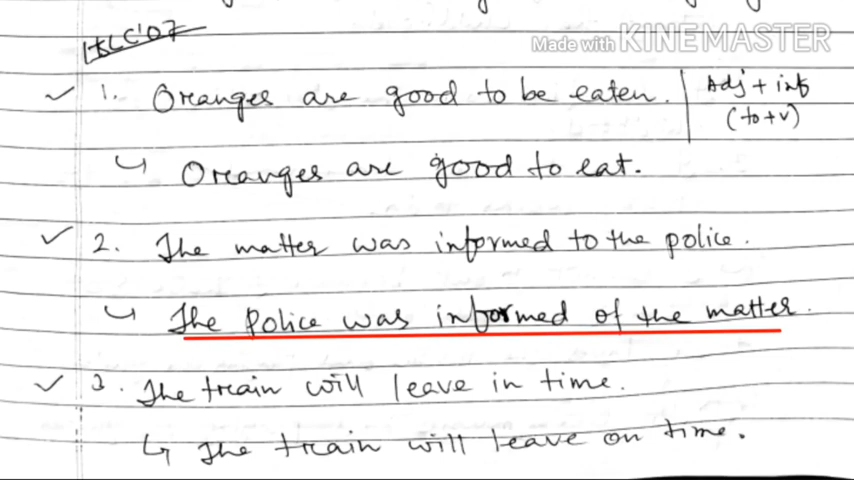 Made with KINEMASTER
1. Oranges are good to be eaten.
Adj + inf
(to+v)
↳ Oranges are good to eat.
2. The matter was informed to the police.
↳ The police was informed of the matter.
3. The train will leave in time.
↳ The train will leave on time.